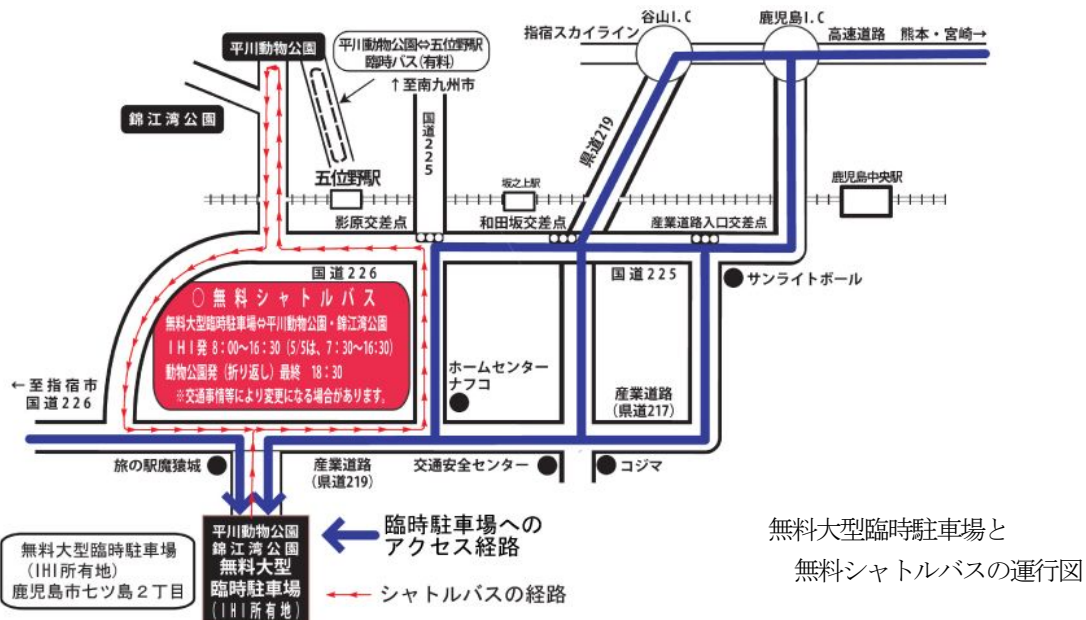 谷山I.C
鹿児島I.C
指宿スカイライン
高速道路 熊本・宮崎→
平川動物公園
平川動物公園⇔五位野駅
臨時バス(有料)
↑至南九州市
錦江湾公園
国道225
県道219
五位野駅
坂之上駅
鹿児島中央駅
影原交差点
和田坂交差点
産業道路入口交差点
国道226
国道225
サンライトボール
○無料シャトルバス
無料大型臨時駐車場⇔平川動物公園・錦江湾公園
IHI発 8:00～16:30 (5/5は、7:30～16:30)
動物公園発(折り返し)最終 18:30
※交通事情等により変更になる場合があります。
ホームセンター
ナフコ
←至指宿市
国道226
産業道路
(県道217)
旅の駅魔猿城
産業道路
(県道219)
交通安全センター
コジマ
平川動物公園
錦江湾公園
無料大型
臨時駐車場
(IHI所有地)
臨時駐車場への
アクセス経路
シャトルバスの経路
無料大型臨時駐車場
(IHI所有地)
鹿児島市七ツ島2丁目
無料大型臨時駐車場と
無料シャトルバスの運行図